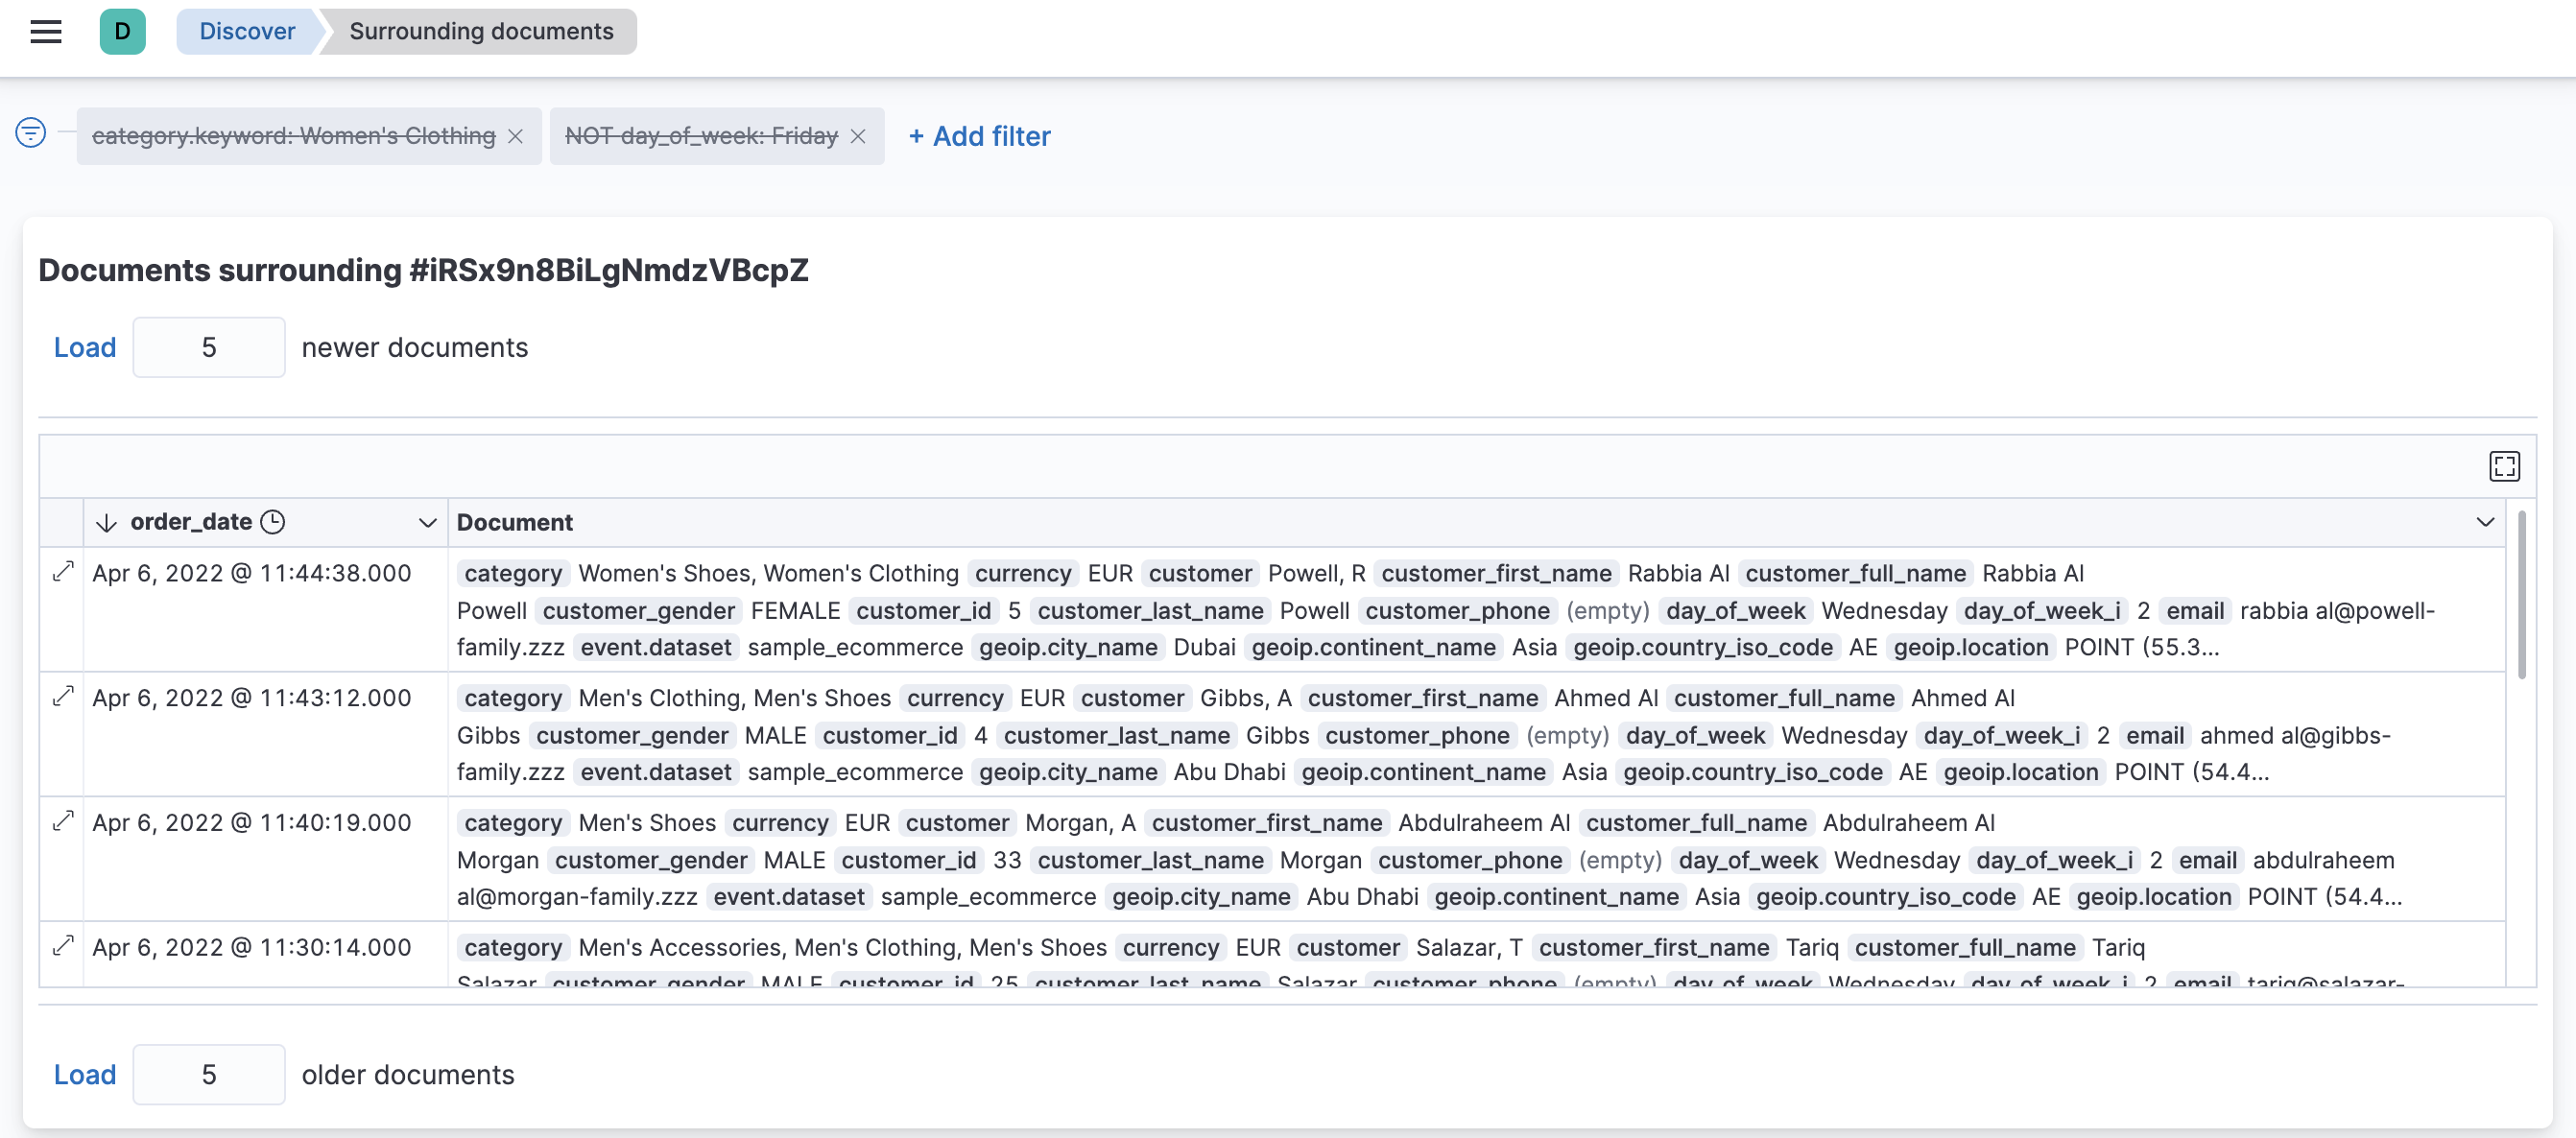 D Discover Surrounding documents
category.keyword: Women's Clothing NOT day_of_week: Friday + Add filter
Documents surrounding #iRSx9n8BiLgNmdzVBcpZ
Load 5 newer documents
order_date Document
Apr 6, 2022 @ 11:44:38.000 category Women's Shoes, Women's Clothing currency EUR customer Powell, R customer_first_name Rabbia Al customer_full_name Rabbia Al
Powell customer_gender FEMALE customer_id 5 customer_last_name Powell customer_phone (empty) day_of_week Wednesday day_of_week_i 2 email rabbia al@powell-
family.zzz event.dataset sample_ecommerce geoip.city_name Dubai geoip.continent_name Asia geoip.country_iso_code AE geoip.location POINT (55.3...
Apr 6, 2022 @ 11:43:12.000 category Men's Clothing, Men's Shoes currency EUR customer Gibbs, A customer_first_name Ahmed Al customer_full_name Ahmed Al
Gibbs customer_gender MALE customer_id 4 customer_last_name Gibbs customer_phone (empty) day_of_week Wednesday day_of_week_i 2 email ahmed al@gibbs-
family.zzz event.dataset sample_ecommerce geoip.city_name Abu Dhabi geoip.continent_name Asia geoip.country_iso_code AE geoip.location POINT (54.4...
Apr 6, 2022 @ 11:40:19.000 category Men's Shoes currency EUR customer Morgan, A customer_first_name Abdulraheem Al customer_full_name Abdulraheem Al
Morgan customer_gender MALE customer_id 33 customer_last_name Morgan customer_phone (empty) day_of_week Wednesday day_of_week_i 2 email abdulraheem
al@morgan-family.zzz event.dataset sample_ecommerce geoip.city_name Abu Dhabi geoip.continent_name Asia geoip.country_iso_code AE geoip.location POINT (54.4...
Apr 6, 2022 @ 11:30:14.000 category Men's Accessories, Men's Clothing, Men's Shoes currency EUR customer Salazar, T customer_first_name Tariq customer_full_name Tariq
Salazar customer_gender MALE customer_id 25 customer_last_name Salazar customer_phone (empty) day_of_week Wednesday day_of_week_i 2 email tariq@salazar-
Load 5 older documents